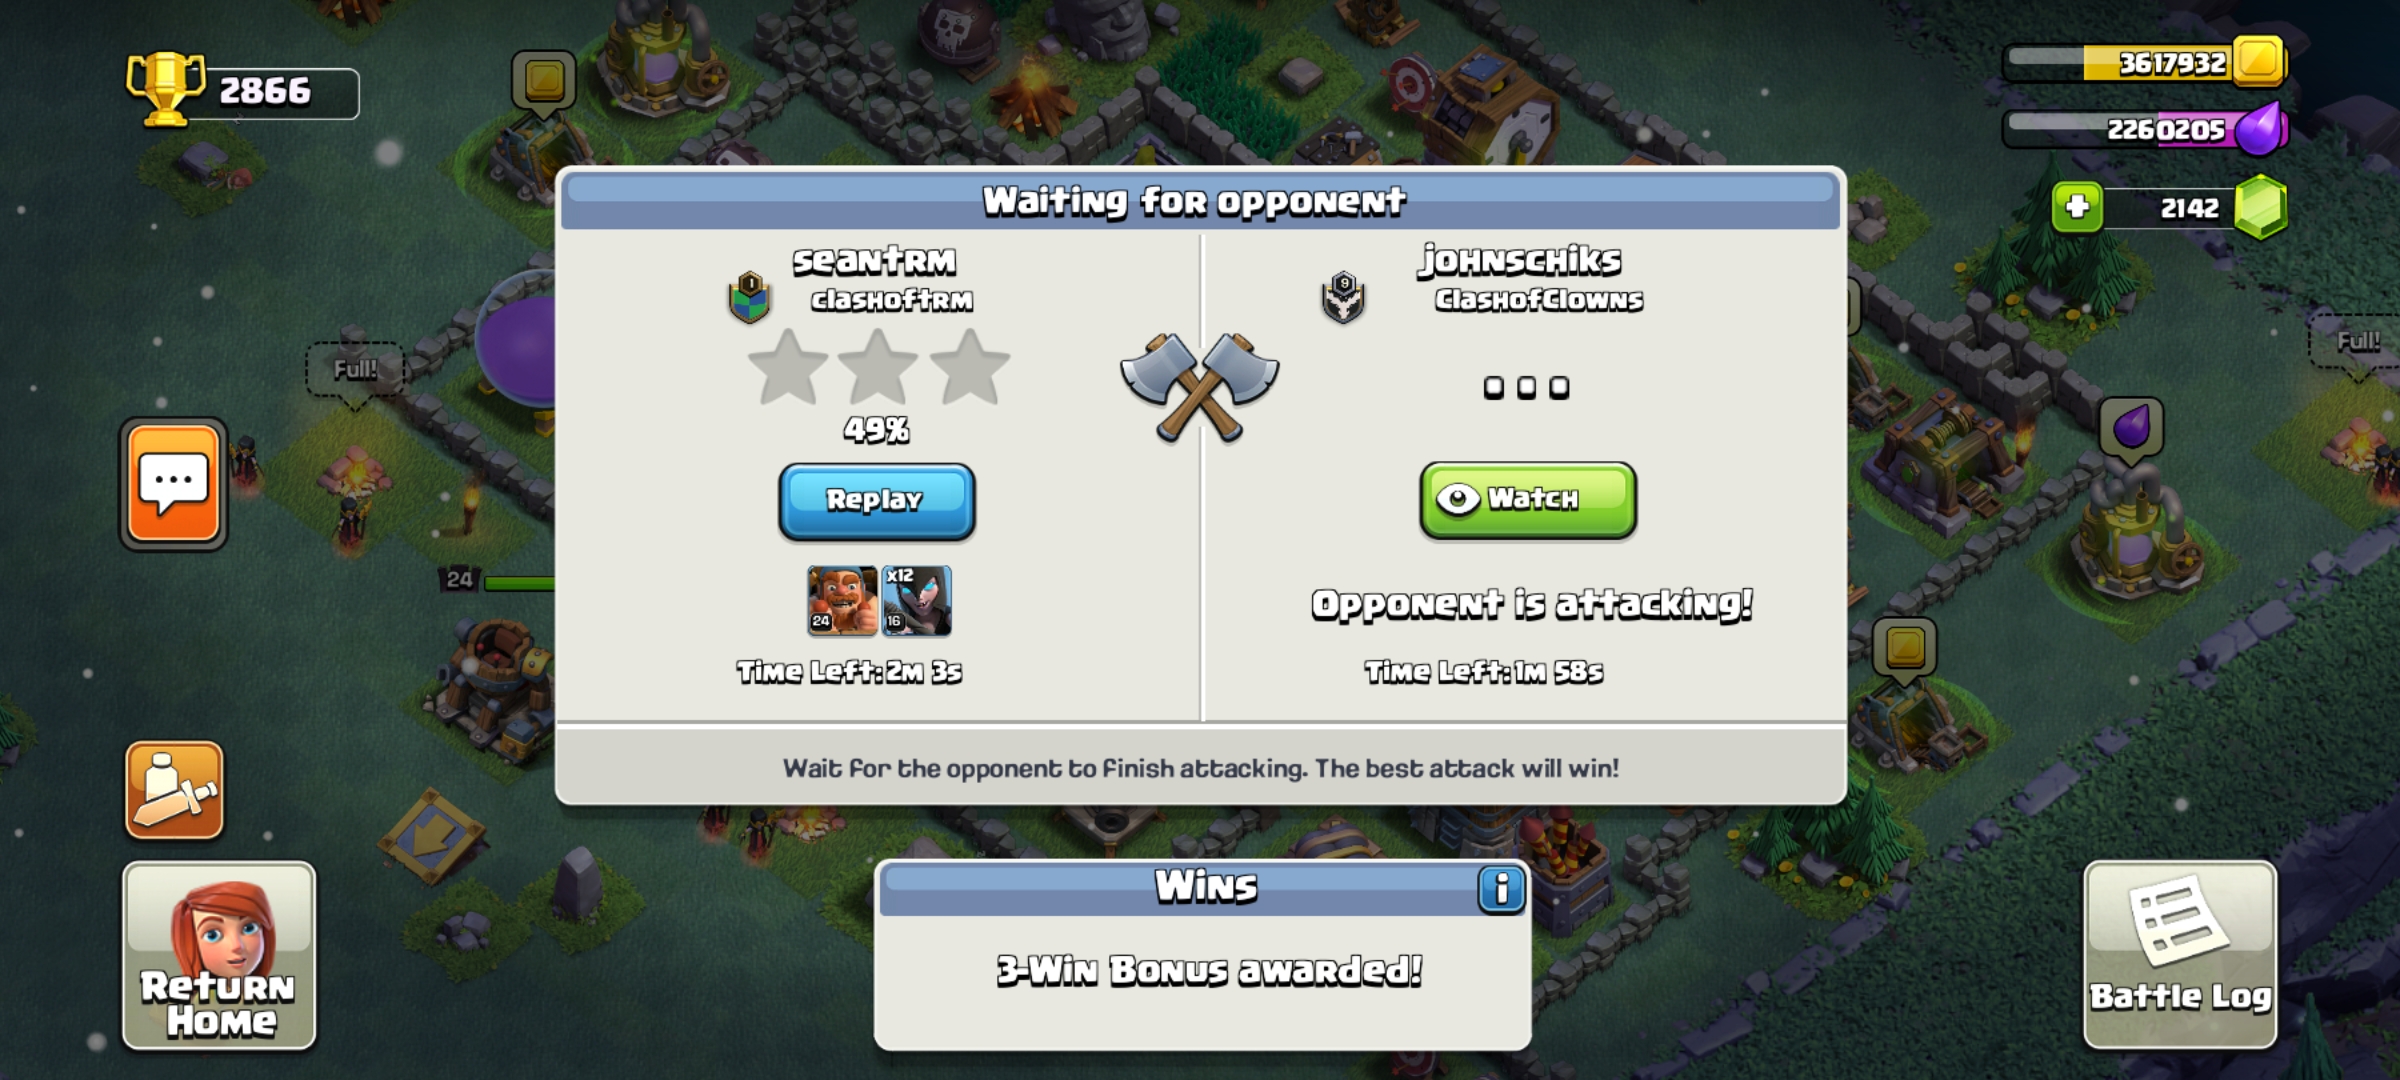 2866
3617932
2260205
2142
Waiting for opponent
seantrm
1
clashoftrm
johnschiks
9
ClashofClowns
49%
Full!
Full!
Replay
Watch
24
x12
24
16
Opponent is attacking!
Time Left:2m 3s
Time Left:1m 58s
Wait for the opponent to finish attacking. The best attack will win!
Wins
i
3-Win Bonus awarded!
Return
Home
Battle Log